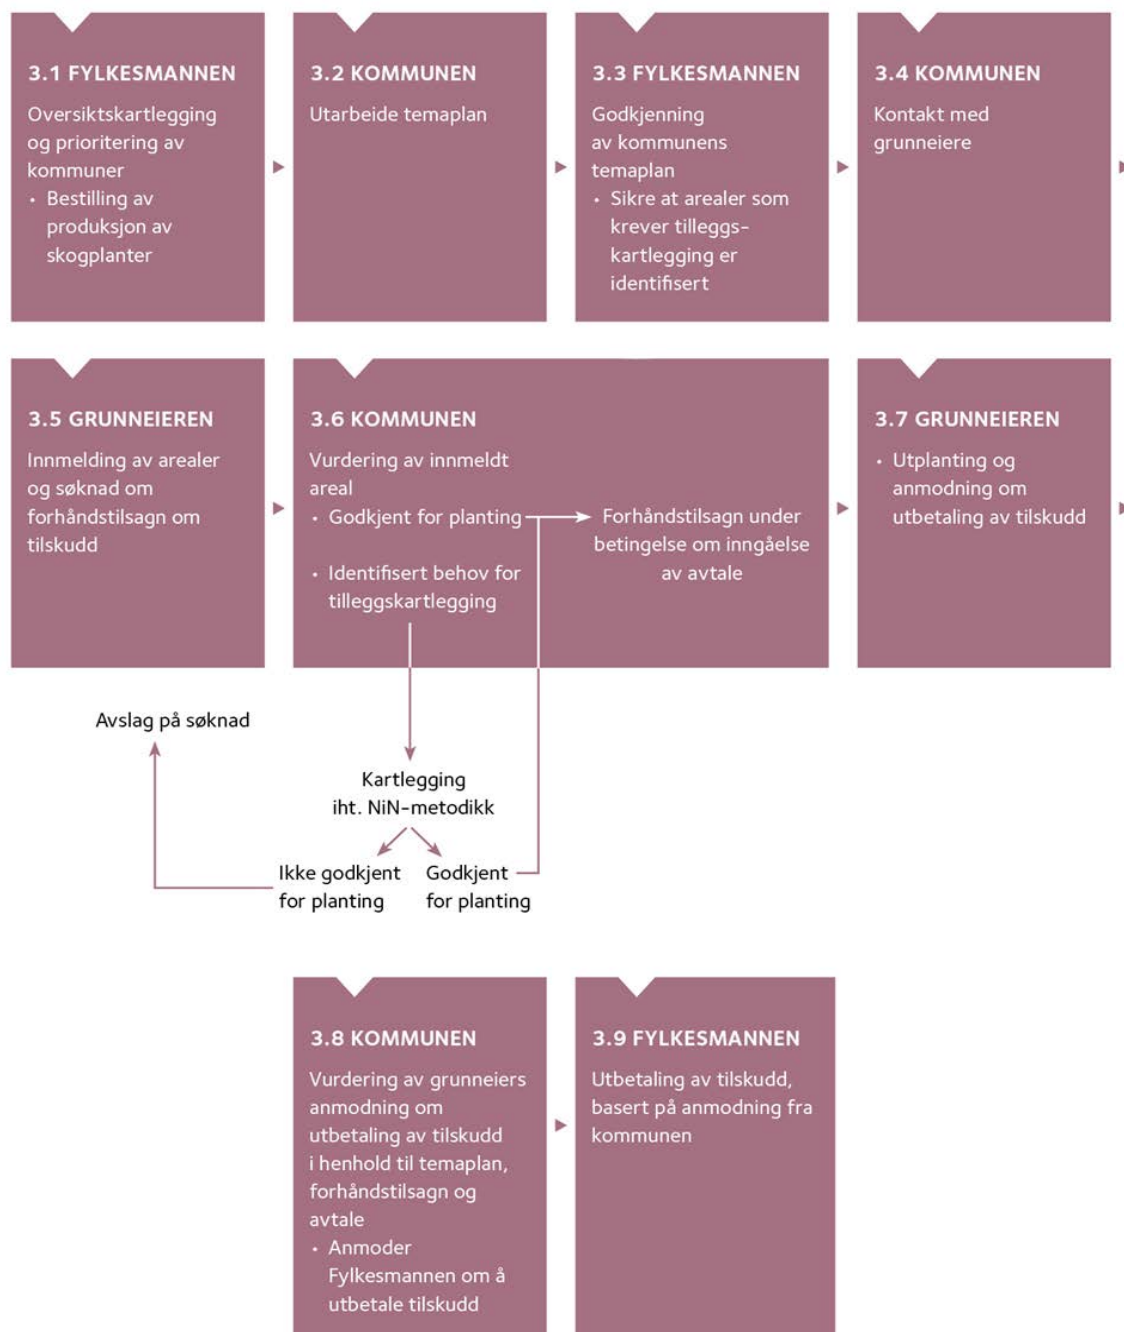 3.1 FYLKESMANNEN
Oversiktskartlegging
og prioritering av
kommuner
• Bestilling av
produksjon av
skogplanter
3.2 KOMMUNEN
Utarbeide temaplan
3.3 FYLKESMANNEN
Godkjenning
av kommunens
temaplan
• Sikre at arealer som
krever tilleggs-
kartlegging er
identifisert
3.4 KOMMUNEN
Kontakt med
grunneiere
3.5 GRUNNEIEREN
Innmelding av arealer
og søknad om
forhåndstilsagn om
tilskudd
3.6 KOMMUNEN
Vurdering av innmeldt
areal
• Godkjent for planting
• Identifisert behov for
tilleggskartlegging
Forhåndstilsagn under
betingelse om inngåelse
av avtale
3.7 GRUNNEIEREN
• Utplanting og
anmodning om
utbetaling av tilskudd
Avslag på søknad
Kartlegging
iht. NiN-metodikk
Ikke godkjent
for planting
Godkjent
for planting
3.8 KOMMUNEN
Vurdering av grunneiers
anmodning om
utbetaling av tilskudd
i henhold til temaplan,
forhåndstilsagn og
avtale
• Anmoder
Fylkesmannen om å
utbetale tilskudd
3.9 FYLKESMANNEN
Utbetaling av tilskudd,
basert på anmodning fra
kommunen